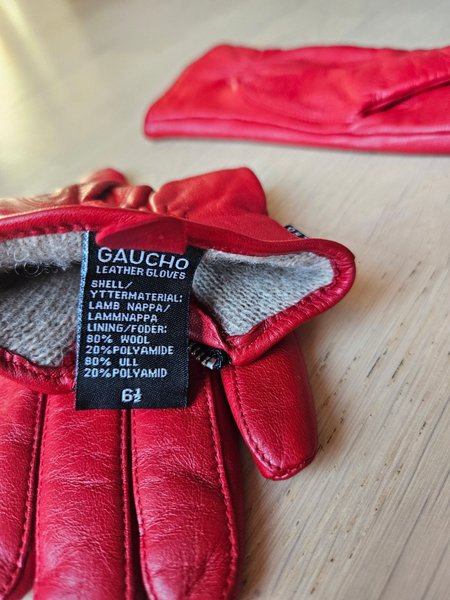 GAUCHO
LEATHER GLOVES
SHELL/
YTTERMATERIAL:
LAMB NAPPA/
LAMMNAPPA
LINING/FODER:
80% WOOL
20%POLYAMIDE
80% ULL
20%POLYAMID
6½